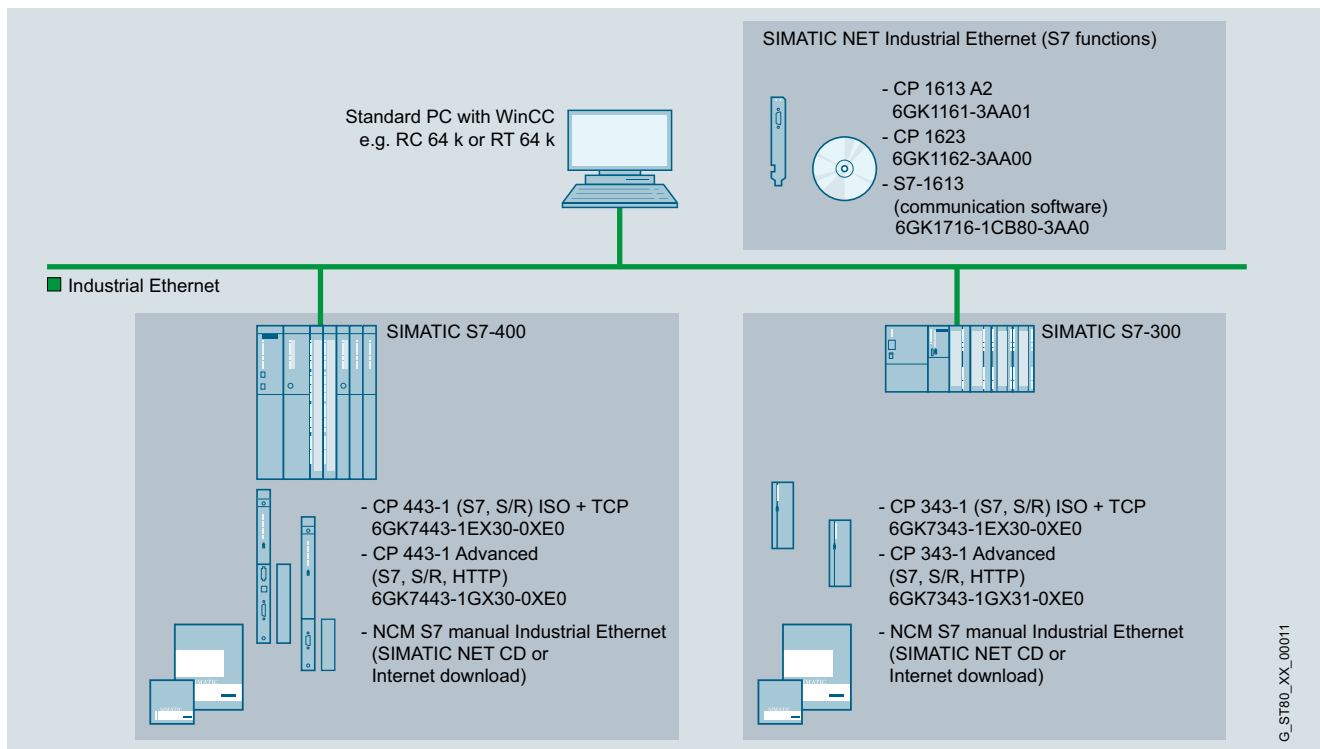 SIMATIC NET Industrial Ethernet (S7 functions)
- CP 1613 A2
6GK1161-3AA01
- CP 1623
6GK1162-3AA00
- S7-1613
(communication software)
6GK1716-1CB80-3AA0
Standard PC with WinCC
e.g. RC 64 k or RT 64 k
Industrial Ethernet
SIMATIC S7-400
- CP 443-1 (S7, S/R) ISO + TCP
6GK7443-1EX30-0XE0
- CP 443-1 Advanced
(S7, S/R, HTTP)
6GK7443-1GX30-0XE0
- NCM S7 manual Industrial Ethernet
(SIMATIC NET CD or
Internet download)
SIMATIC
SIMATIC
SIMATIC S7-300
- CP 343-1 (S7, S/R) ISO + TCP
6GK7343-1EX30-0XE0
- CP 343-1 Advanced
(S7, S/R, HTTP)
6GK7343-1GX31-0XE0
- NCM S7 manual Industrial Ethernet
(SIMATIC NET CD or
Internet download)
SIMATIC
SIMATIC
G_ST80_XX_00011